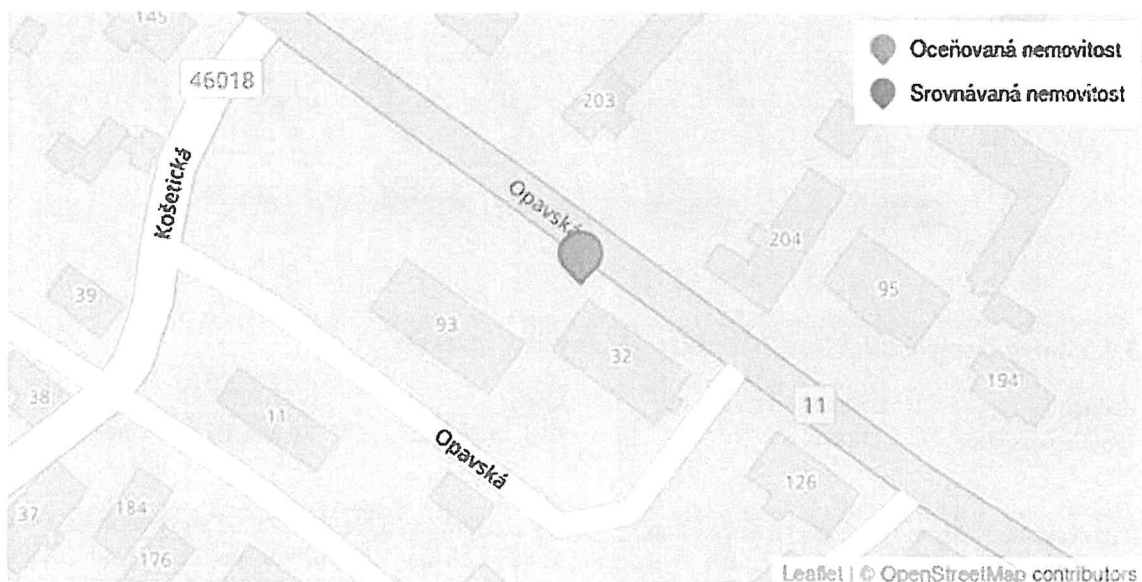 145
46018
203
Oceňovaná nemovitost
Srovnávaná nemovitost
Košetická
Opavská
204
39
93
95
32
38
11
11
194
Opavská
126
37
184
176
Leaflet | © OpenStreetMap contributors